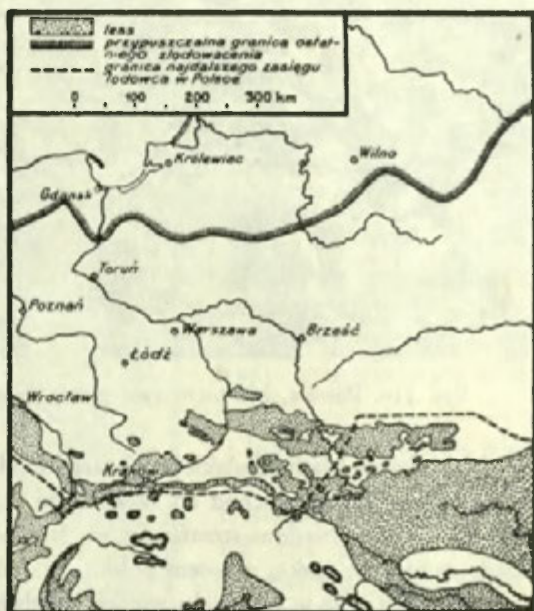 less
przypuszczalna granica ostat-
niego zlodowacenia
granica najdalszego zasięgu
lodowca w Polsce
0 100 200 300 km
Królewiec
Wilno
Gdańsk
Toruń
Poznań
Warszawa
Brześć
Łódź
Wrocław
Kraków